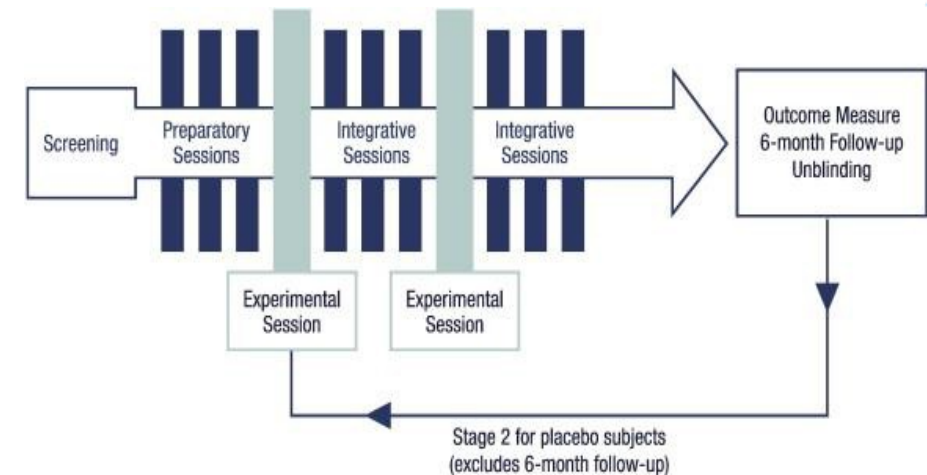 Screening
Preparatory
Sessions
Integrative
Sessions
Integrative
Sessions
Outcome Measure
6-month Follow-up
Unblinding
Experimental
Session
Experimental
Session
Stage 2 for placebo subjects
(excludes 6-month follow-up)